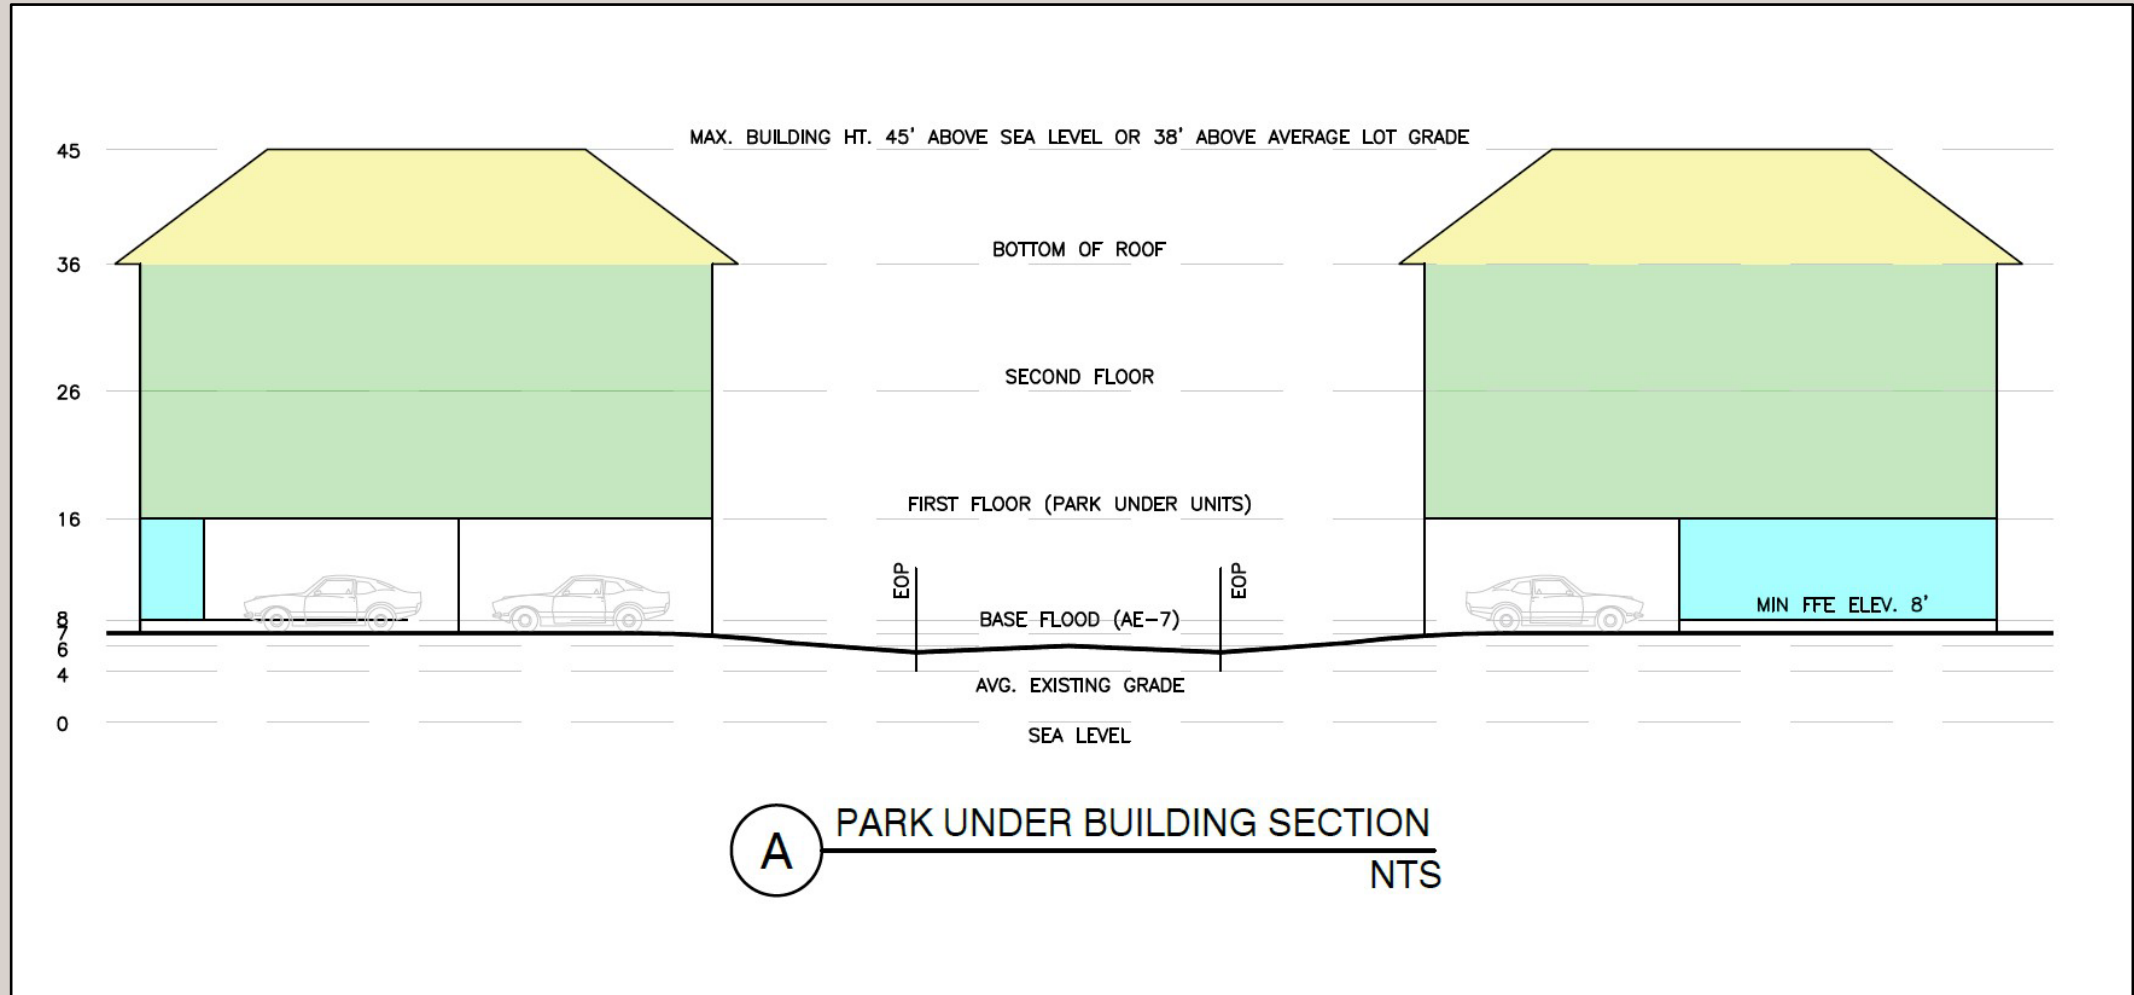 MAX. BUILDING HT. 45' ABOVE SEA LEVEL OR 38' ABOVE AVERAGE LOT GRADE
45
BOTTOM OF ROOF
36
SECOND FLOOR
26
FIRST FLOOR (PARK UNDER UNITS)
16
EOP
EOP
MIN FFE ELEV. 8'
8
BASE FLOOD (AE-7)
7
6
4
AVG. EXISTING GRADE
0
SEA LEVEL
A
PARK UNDER BUILDING SECTION
NTS